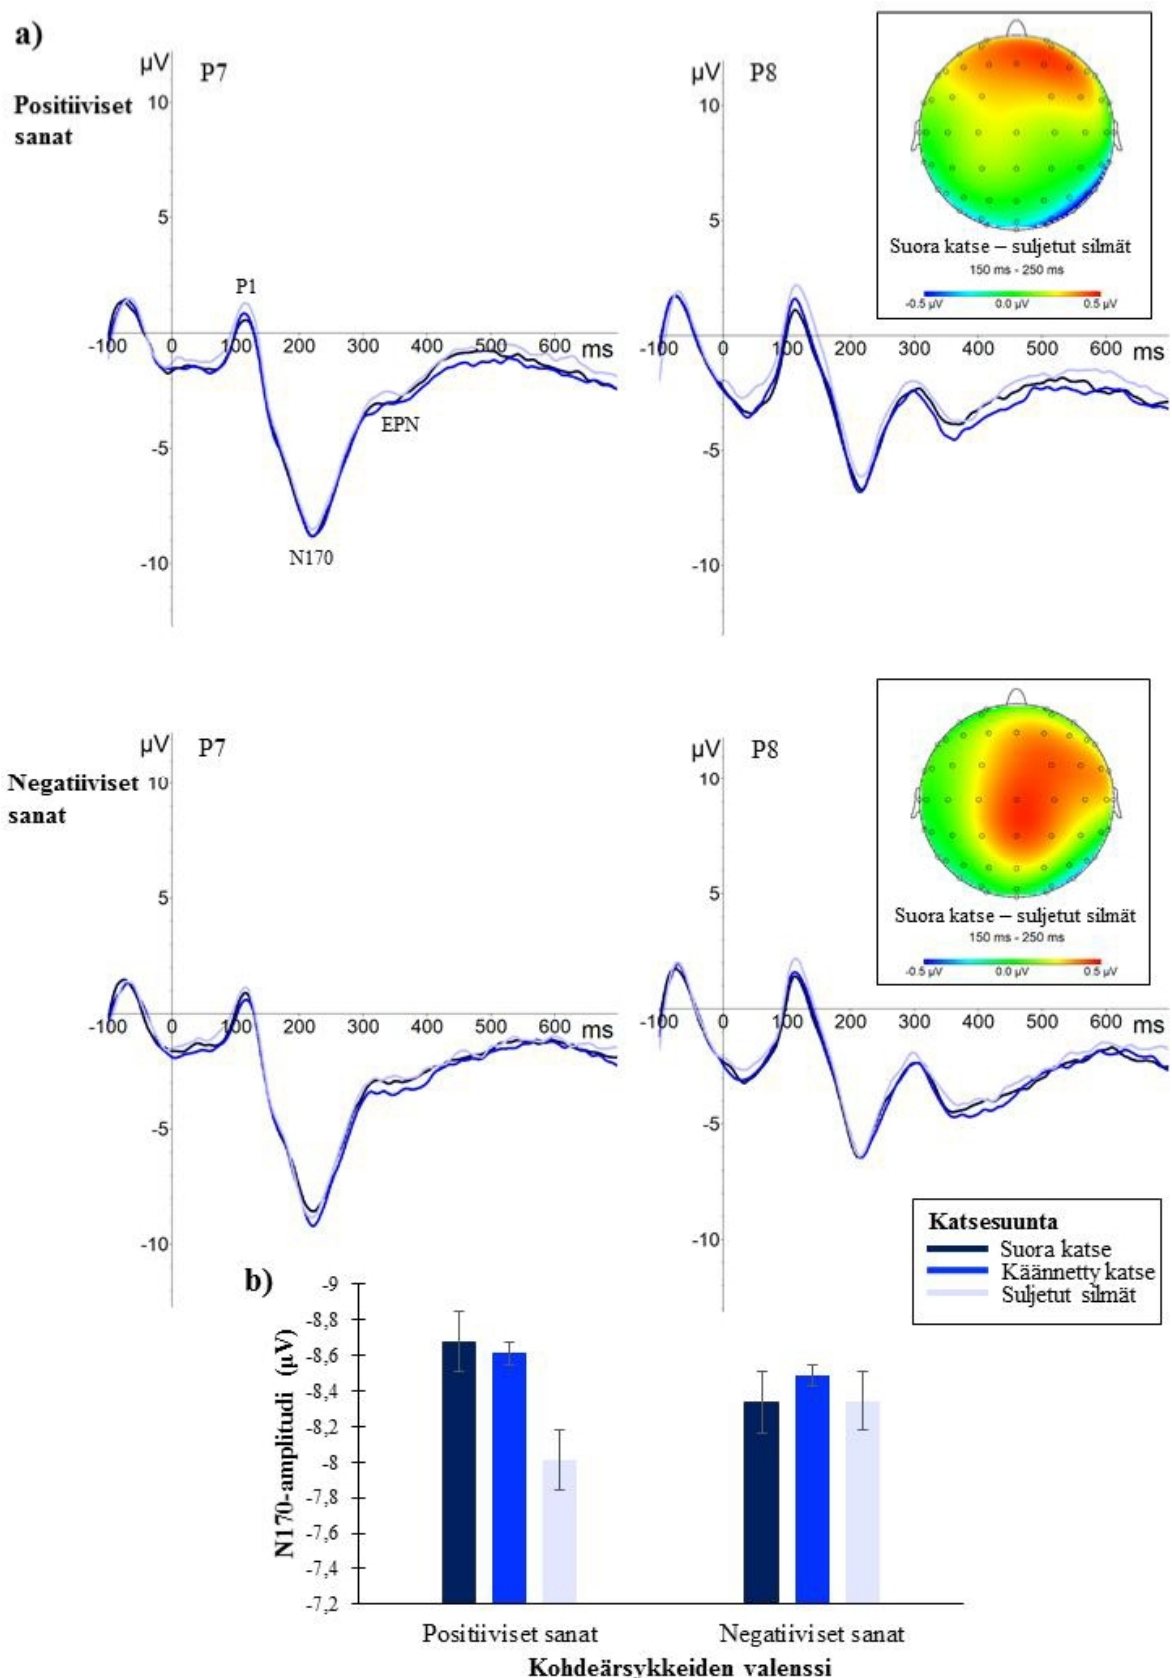 a)
µV
P7
µV
P8
Positiiviset
sanat
10
5
-5
-10
P1
-100
0
100
200
300
400
500
600
ms
EPN
N170
10
5
-5
-10
-100
0
100
200
300
400
500
600
ms
Suora katse – suljetut silmät
150 ms - 250 ms
-0.5 µV
0.0 µV
0.5 µV
µV
P7
µV
P8
Negatiiviset
sanat
10
5
-5
-10
-100
0
100
200
300
400
500
600
ms
10
5
-5
-10
-100
0
100
200
300
400
500
600
ms
Suora katse – suljetut silmät
150 ms - 250 ms
-0.5 µV
0.0 µV
0.5 µV
Katsesuunta
Suora katse
Käännetty katse
Suljetut silmät
b)
N170-amplitudi (µV)
-9
-8,8
-8,6
-8,4
-8,2
-8
-7,8
-7,6
-7,4
-7,2
Positiiviset sanat
Negatiiviset sanat
Kohdeärsykkeiden valenssi